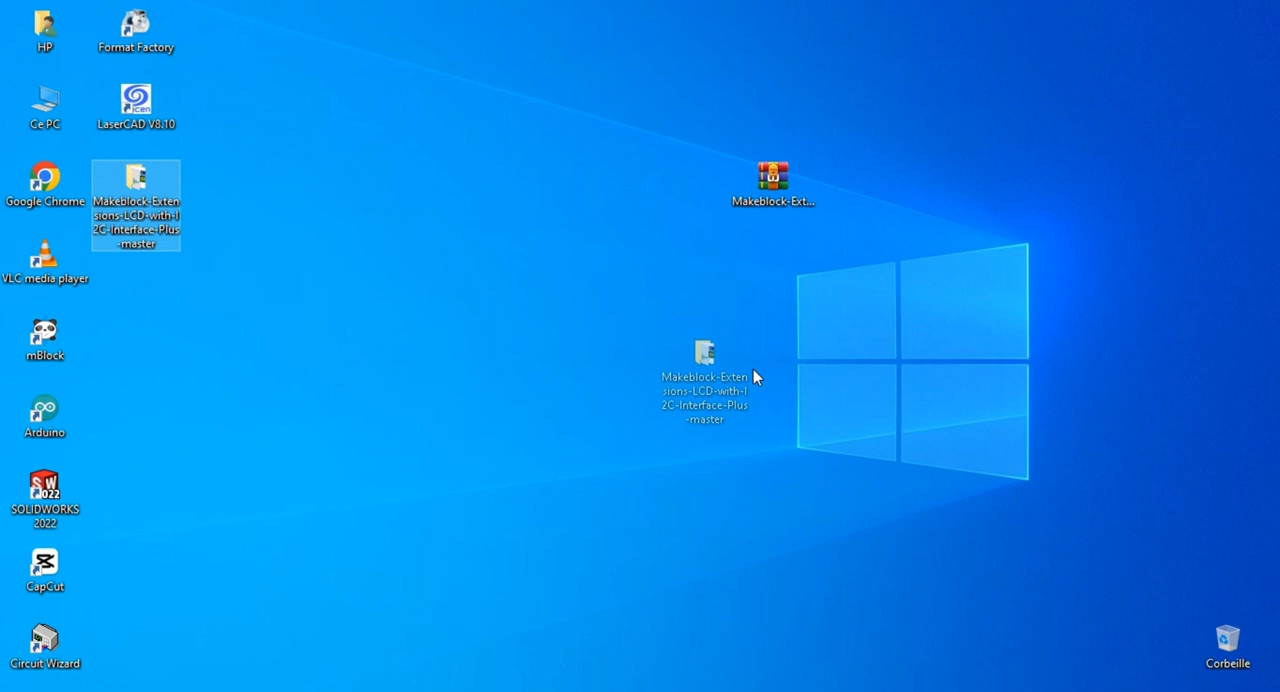 HP
Format Factory
Ce PC
LaserCAD V8.10
Google Chrome
Makeblock-Exten
sions-LCD-with-I
2C-Interface-Plus
-master
Makeblock-Ext...
VLC media player
mBlock
Makeblock-Exten
sions-LCD-with-I
2C-Interface-Plus
-master
Arduino
SW
2022
SOLIDWORKS
2022
CapCut
Circuit Wizard
Corbeille